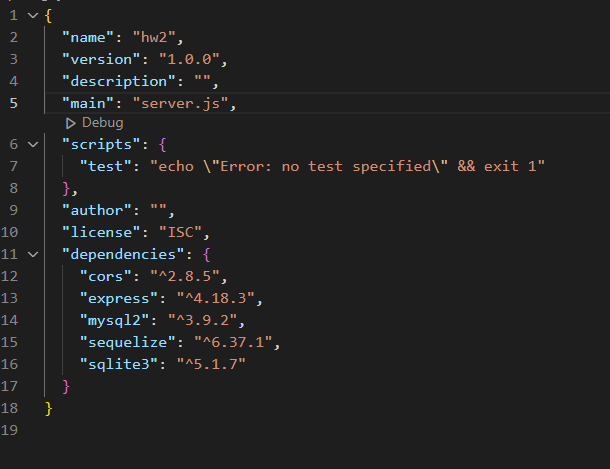 1 {
2 "name": "hw2",
3 "version": "1.0.0",
4 "description": "",
5 "main": "server.js",
Debug
6 "scripts": {
7 "test": "echo \"Error: no test specified\" && exit 1"
8 },
9 "author": "",
10 "license": "ISC",
11 "dependencies": {
12 "cors": "^2.8.5",
13 "express": "^4.18.3",
14 "mysql2": "^3.9.2",
15 "sequelize": "^6.37.1",
16 "sqlite3": "^5.1.7"
17 }
18 }
19